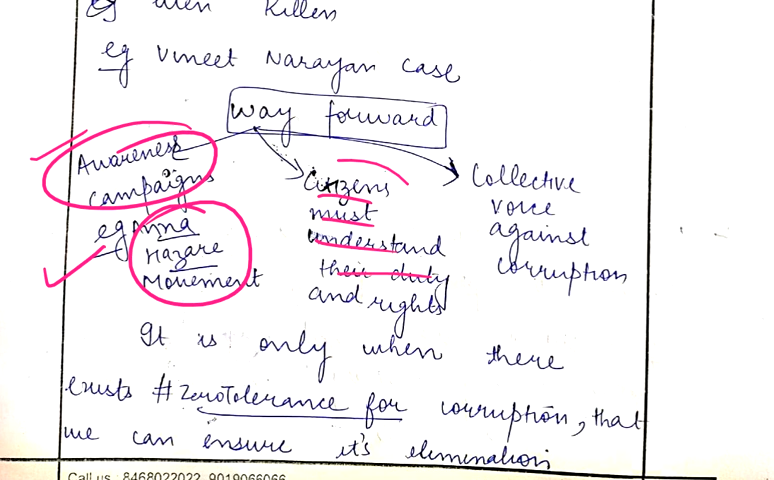 eg
Killen
eg Vineet Narayan case
way forward
Awareness
campaigns
eg Anna
Hazare
Movement
Citizens
must
understand
their duty
and rights
Collective
voice
against
corruption
It is only when there
exists #ZeroTolerance for corruption, that
we can ensure it's elimination
Call us : 8468022022, 9019066066